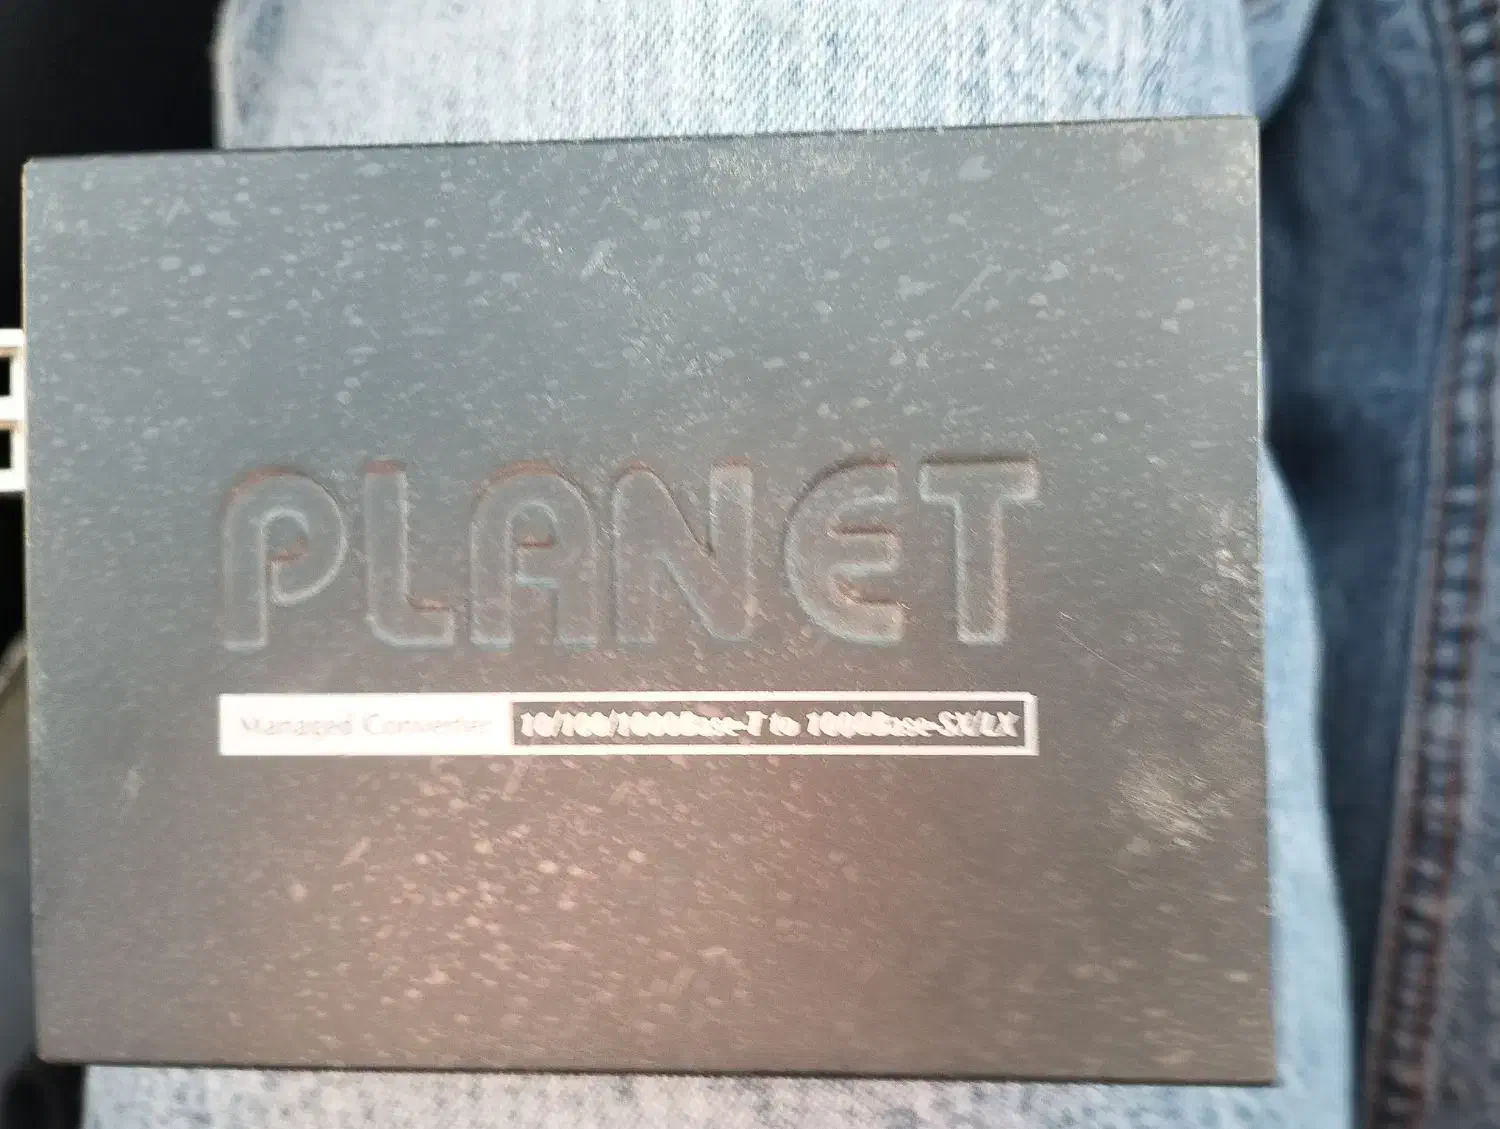 PLANET
Managed Converter 10/100/1000Base-T to 1000Base-SX/LX